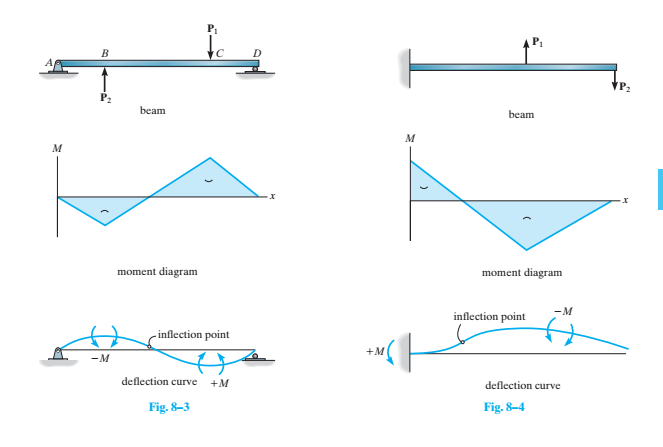 P1
A
B
C
D
P2
beam
M
x
moment diagram
inflection point
−M
deflection curve +M
Fig. 8–3
P1
P2
beam
M
x
moment diagram
inflection point
−M
+M
deflection curve
Fig. 8–4